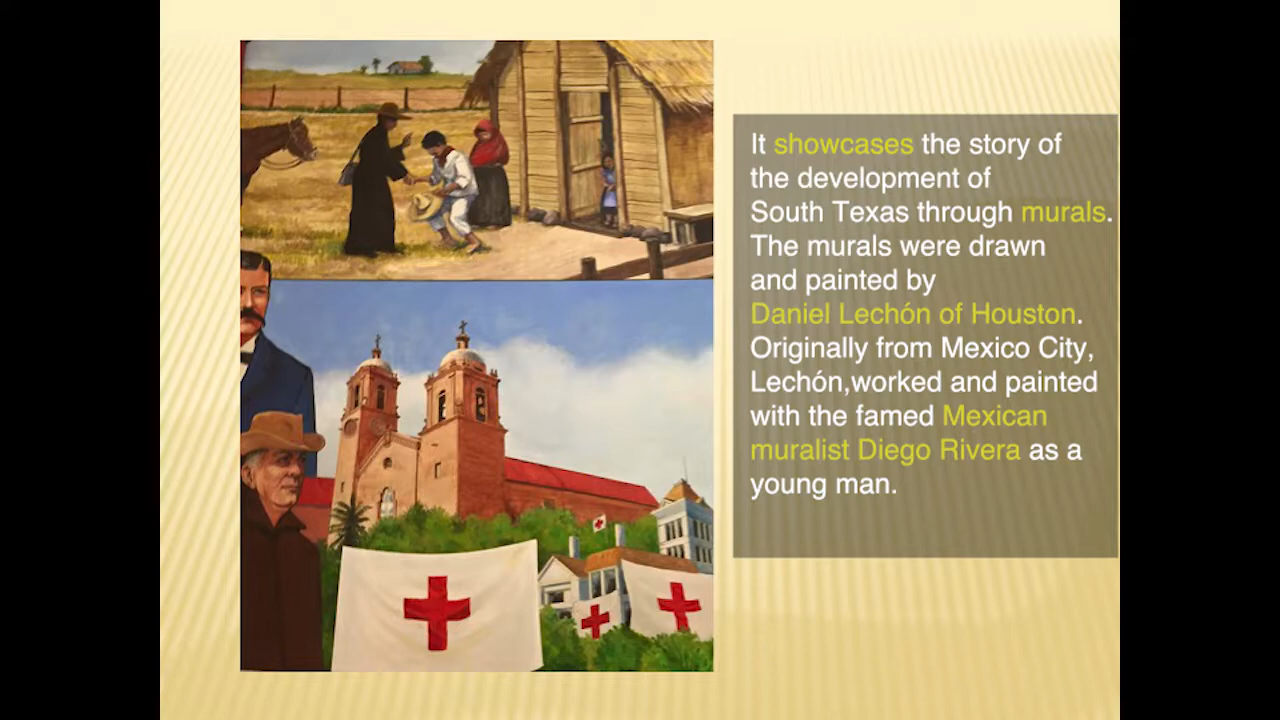 It showcases the story of
the development of
South Texas through murals.
The murals were drawn
and painted by
Daniel Lechón of Houston.
Originally from Mexico City,
Lechón,worked and painted
with the famed Mexican
muralist Diego Rivera as a
young man.